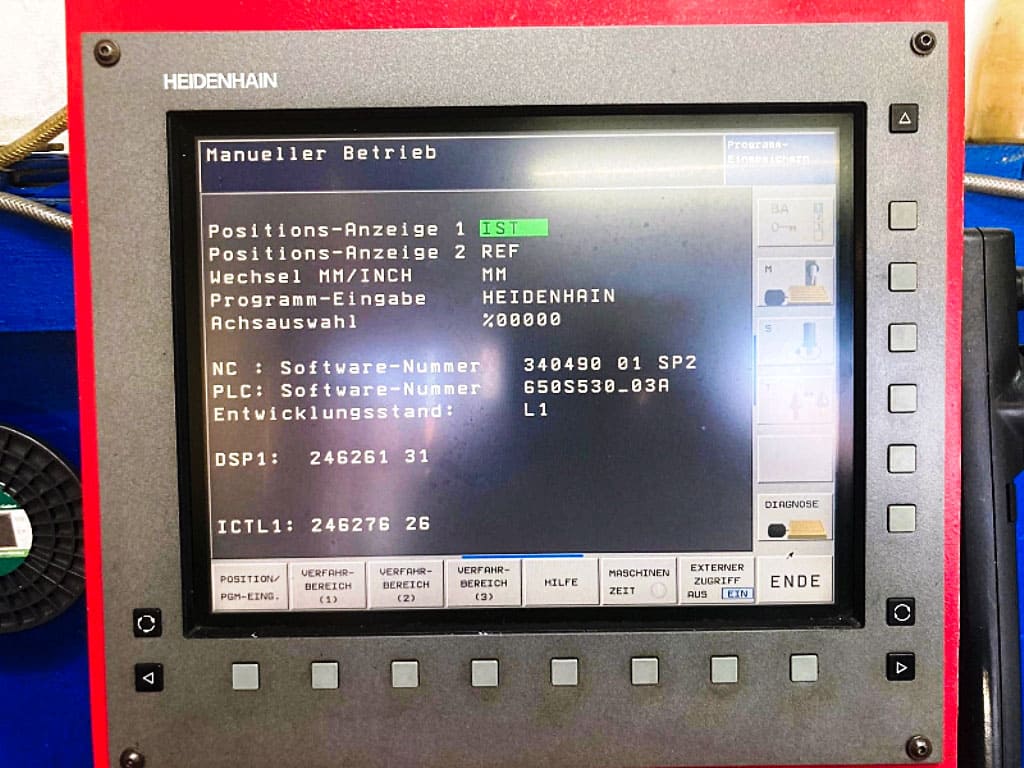 HEIDENHAIN
Manueller Betrieb
Programm-
Einspeichern
Positions-Anzeige 1 IST
Positions-Anzeige 2 REF
Wechsel MM/INCH MM
Programm-Eingabe HEIDENHAIN
Achsauswahl %00000
NC : Software-Nummer 340490 01 SP2
PLC: Software-Nummer 650S530_03A
Entwicklungsstand: L1
DSP1: 246261 31
ICTL1: 246276 26
BA
M
S
T
DIAGNOSE
POSITION/
PGM-EING.
VERFAHR-
BEREICH
(1)
VERFAHR-
BEREICH
(2)
VERFAHR-
BEREICH
(3)
HILFE
MASCHINEN
ZEIT
EXTERNER
ZUGRIFF
AUS EIN
ENDE